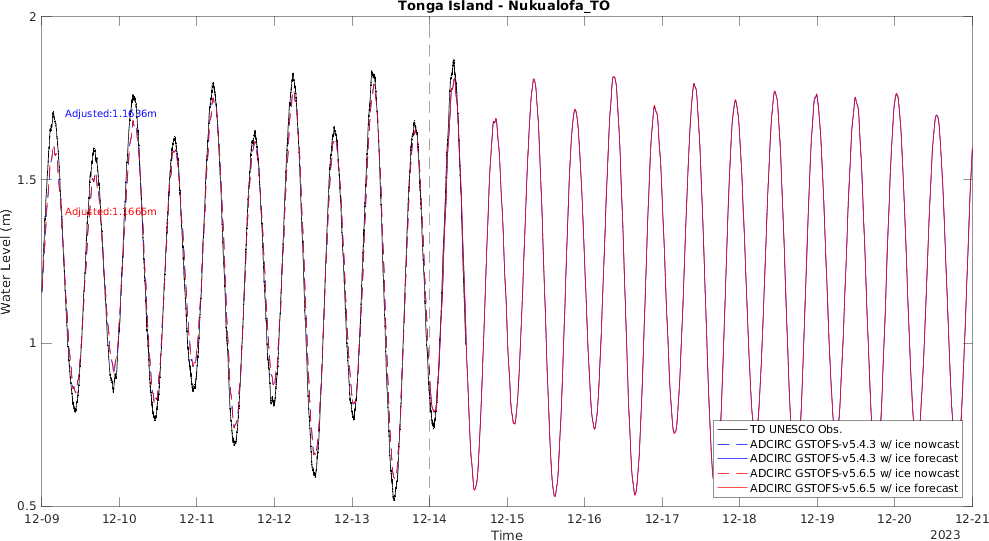 Tonga Island - Nukualofa_TO
2
Adjusted:1.1636m
1.5
Adjusted:1.1665m
Water Level (m)
1
TD UNESCO Obs.
ADCIRC GSTOFS-v5.4.3 w/ ice nowcast
ADCIRC GSTOFS-v5.4.3 w/ ice forecast
ADCIRC GSTOFS-v5.6.5 w/ ice nowcast
ADCIRC GSTOFS-v5.6.5 w/ ice forecast
0.5
12-09 12-10 12-11 12-12 12-13 12-14 12-15 12-16 12-17 12-18 12-19 12-20 12-21
Time
2023